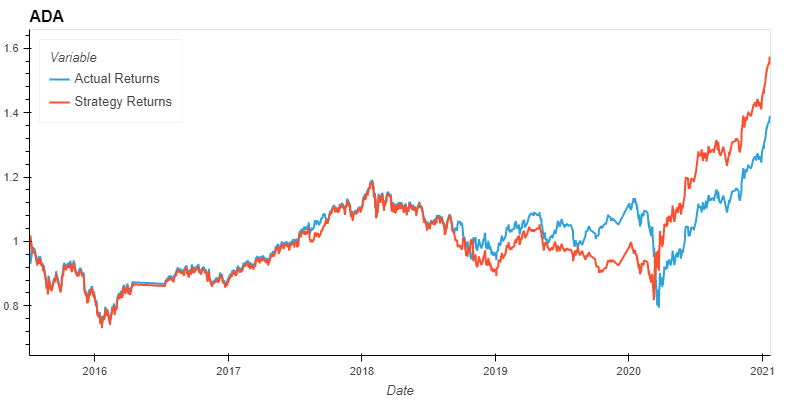 ADA
Variable
Actual Returns
Strategy Returns
1.6
1.4
1.2
1
0.8
2016 2017 2018 2019 2020 2021
Date